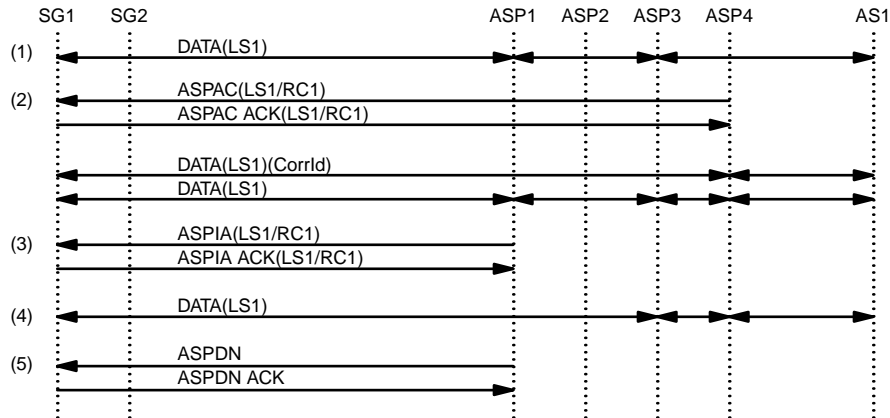 SG1 SG2 ASP1 ASP2 ASP3 ASP4 AS1
(1) DATA(LS1)
(2) ASPAC(LS1/RC1)
ASPAC ACK(LS1/RC1)
DATA(LS1)(CorrId)
DATA(LS1)
(3) ASPIA(LS1/RC1)
ASPIA ACK(LS1/RC1)
(4) DATA(LS1)
(5) ASPDN
ASPDN ACK